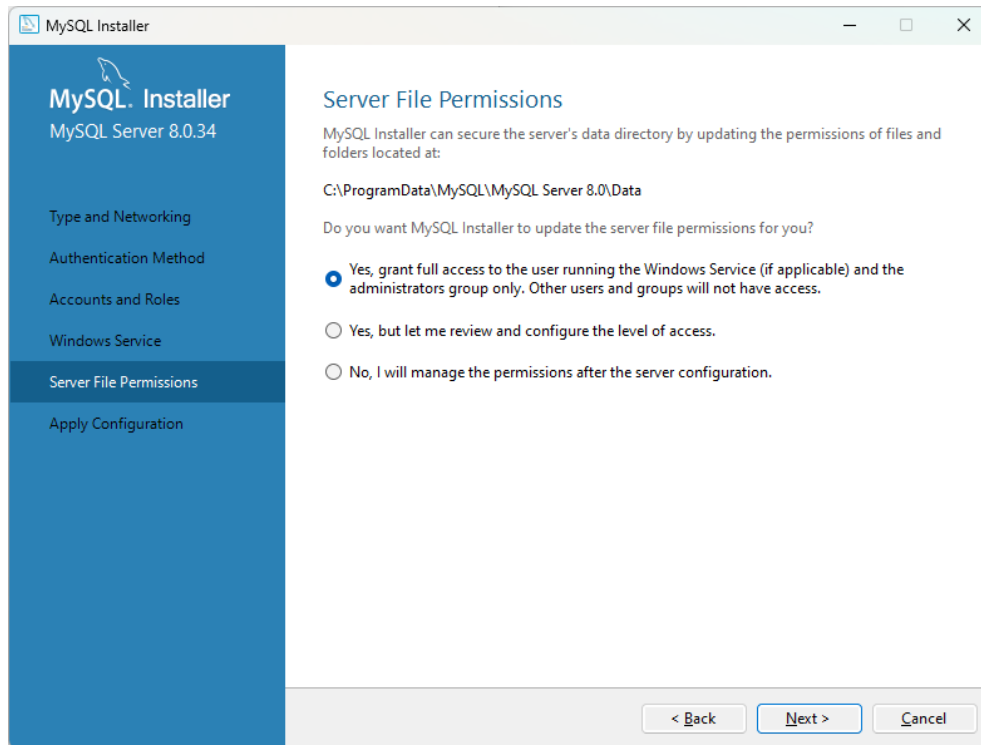 MySQL Installer
MySQL. Installer
MySQL Server 8.0.34
Type and Networking
Authentication Method
Accounts and Roles
Windows Service
Server File Permissions
Apply Configuration
Server File Permissions
MySQL Installer can secure the server's data directory by updating the permissions of files and
folders located at:
C:\ProgramData\MySQL\MySQL Server 8.0\Data
Do you want MySQL Installer to update the server file permissions for you?
Yes, grant full access to the user running the Windows Service (if applicable) and the
administrators group only. Other users and groups will not have access.
Yes, but let me review and configure the level of access.
No, I will manage the permissions after the server configuration.
< Back
Next >
Cancel